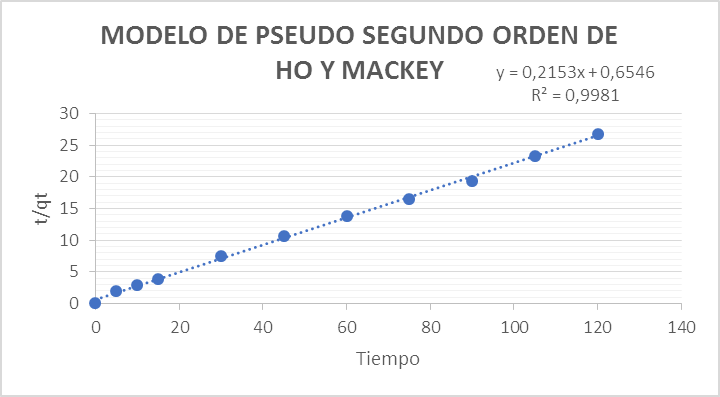 MODELO DE PSEUDO SEGUNDO ORDEN DE
HO Y MACKEY
y = 0,2153x + 0,6546
R² = 0,9981
30
25
20
15
10
5
0
t/qt
0 20 40 60 80 100 120 140
Tiempo